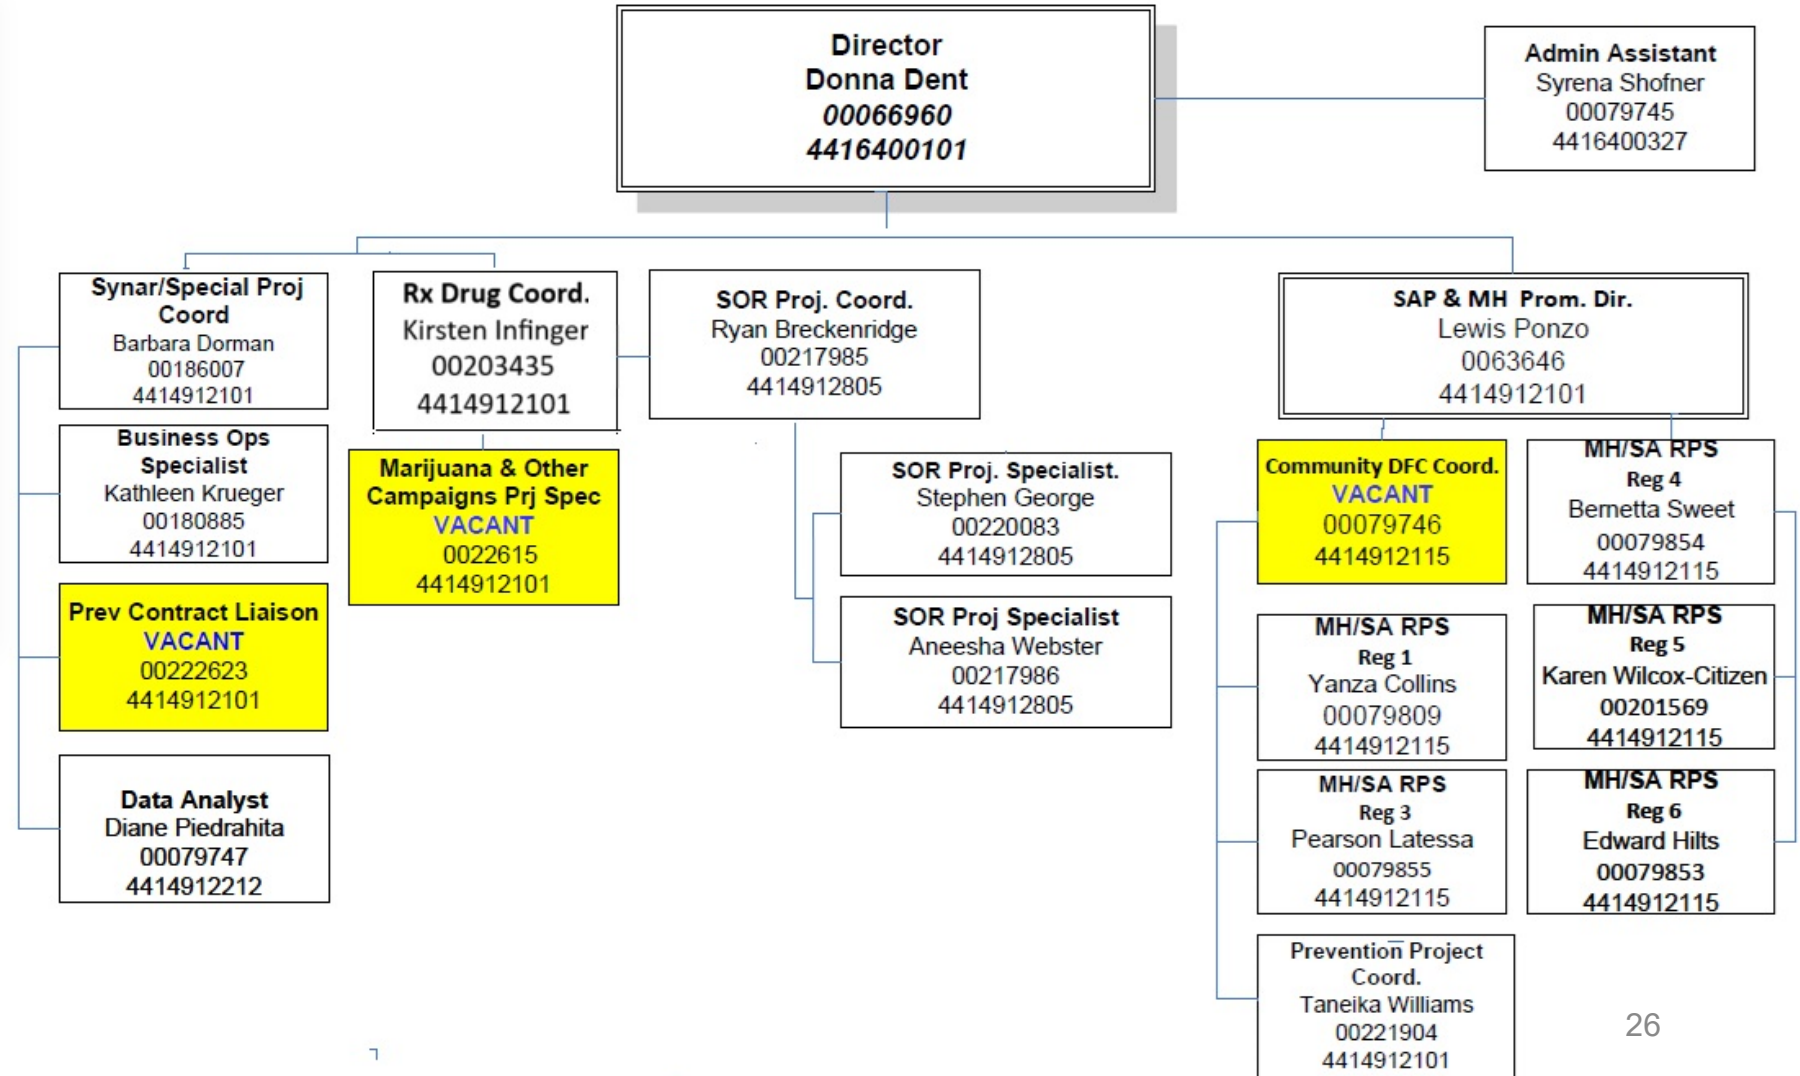 Director
Donna Dent
00066960
4416400101
Admin Assistant
Syrena Shofner
00079745
4416400327
Synar/Special Proj
Coord
Barbara Dorman
00186007
4414912101
Rx Drug Coord.
Kirsten Infinger
00203435
4414912101
SOR Proj. Coord.
Ryan Breckenridge
00217985
4414912805
SAP & MH Prom. Dir.
Lewis Ponzo
0063646
4414912101
Business Ops
Specialist
Kathleen Krueger
00180885
4414912101
Marijuana & Other
Campaigns Prj Spec
VACANT
0022615
4414912101
SOR Proj. Specialist.
Stephen George
00220083
4414912805
Community DFC Coord.
VACANT
00079746
4414912115
MH/SA RPS
Reg 4
Bernetta Sweet
00079854
4414912115
Prev Contract Liaison
VACANT
00222623
4414912101
SOR Proj Specialist
Aneesha Webster
00217986
4414912805
MH/SA RPS
Reg 1
Yanza Collins
00079809
4414912115
MH/SA RPS
Reg 5
Karen Wilcox-Citizen
00201569
4414912115
Data Analyst
Diane Piedrahita
00079747
4414912212
MH/SA RPS
Reg 3
Pearson Latessa
00079855
4414912115
MH/SA RPS
Reg 6
Edward Hilts
00079853
4414912115
Prevention Project
Coord.
Taneika Williams
00221904
4414912101
26